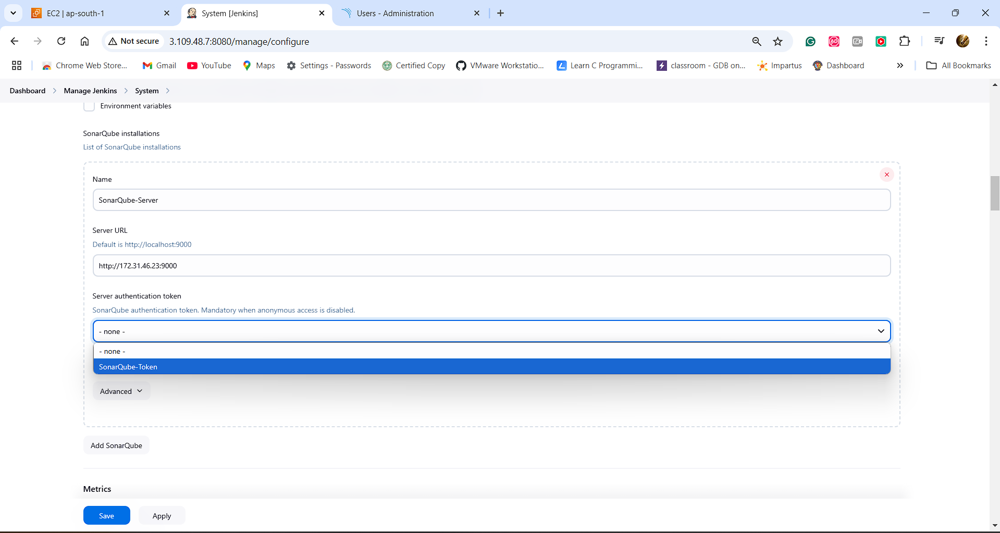 EC2 | ap-south-1
System [Jenkins]
Users - Administration
Not secure
3.109.48.7:8080/manage/configure
Chrome Web Store...
Gmail
YouTube
Maps
Settings - Passwords
Certified Copy
VMware Workstatio...
Learn C Programmi...
classroom - GDB on...
Impartus
Dashboard
All Bookmarks
Dashboard
Manage Jenkins
System
Environment variables
SonarQube installations
List of SonarQube installations
Name
SonarQube-Server
Server URL
Default is http://localhost:9000
http://172.31.46.23:9000
Server authentication token
SonarQube authentication token. Mandatory when anonymous access is disabled.
- none -
- none -
SonarQube-Token
Advanced
Add SonarQube
Metrics
Save
Apply